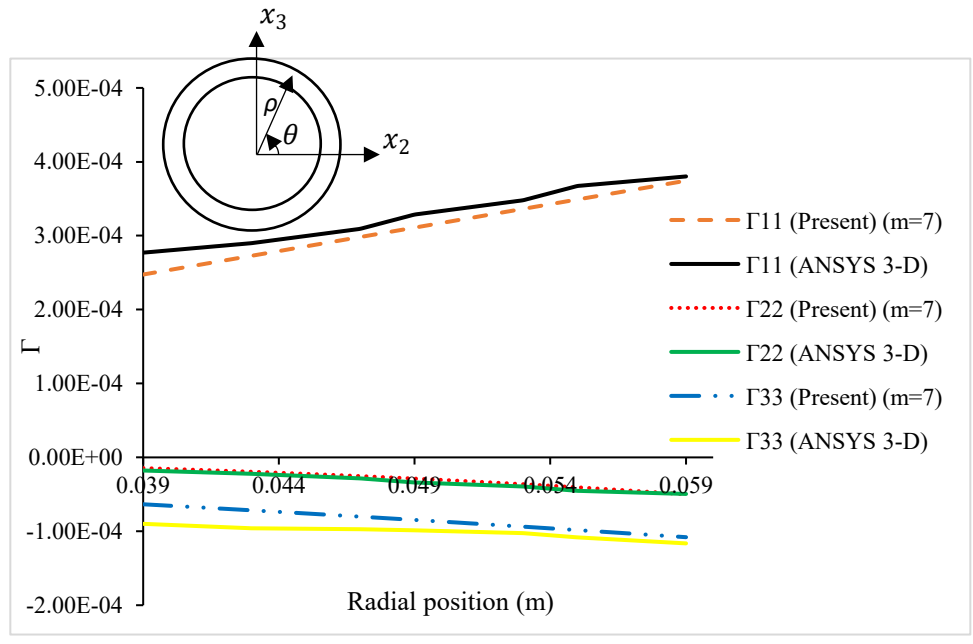 x₃
ρ
θ
x₂
5.00E-04
4.00E-04
3.00E-04
2.00E-04
1.00E-04
0.00E+00
-1.00E-04
-2.00E-04
Γ
0.039
0.044
0.049
0.054
0.059
Radial position (m)
Γ11 (Present) (m=7)
Γ11 (ANSYS 3-D)
Γ22 (Present) (m=7)
Γ22 (ANSYS 3-D)
Γ33 (Present) (m=7)
Γ33 (ANSYS 3-D)